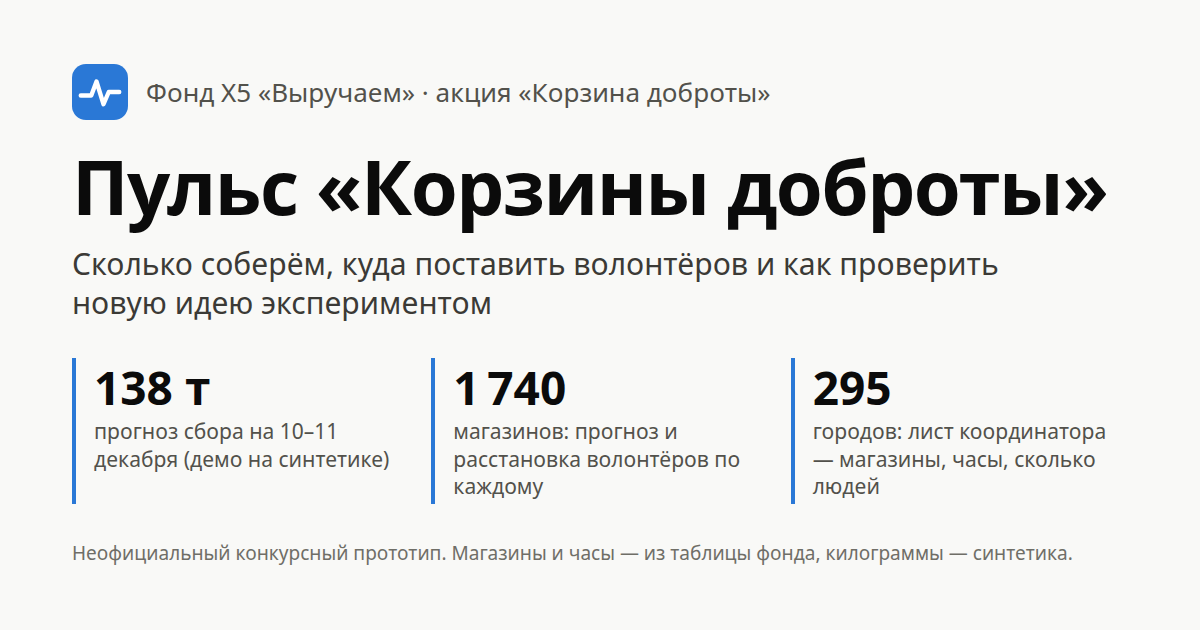 Фонд X5 «Выручаем» · акция «Корзина доброты»
Пульс «Корзины доброты»
Сколько соберём, куда поставить волонтёров и как проверить
новую идею экспериментом
138 т
прогноз сбора на 10–11
декабря (демо на синтетике)
1 740
магазинов: прогноз и
расстановка волонтёров по
каждому
295
городов: лист координатора
— магазины, часы, сколько
людей
Неофициальный конкурсный прототип. Магазины и часы — из таблицы фонда, килограммы — синтетика.